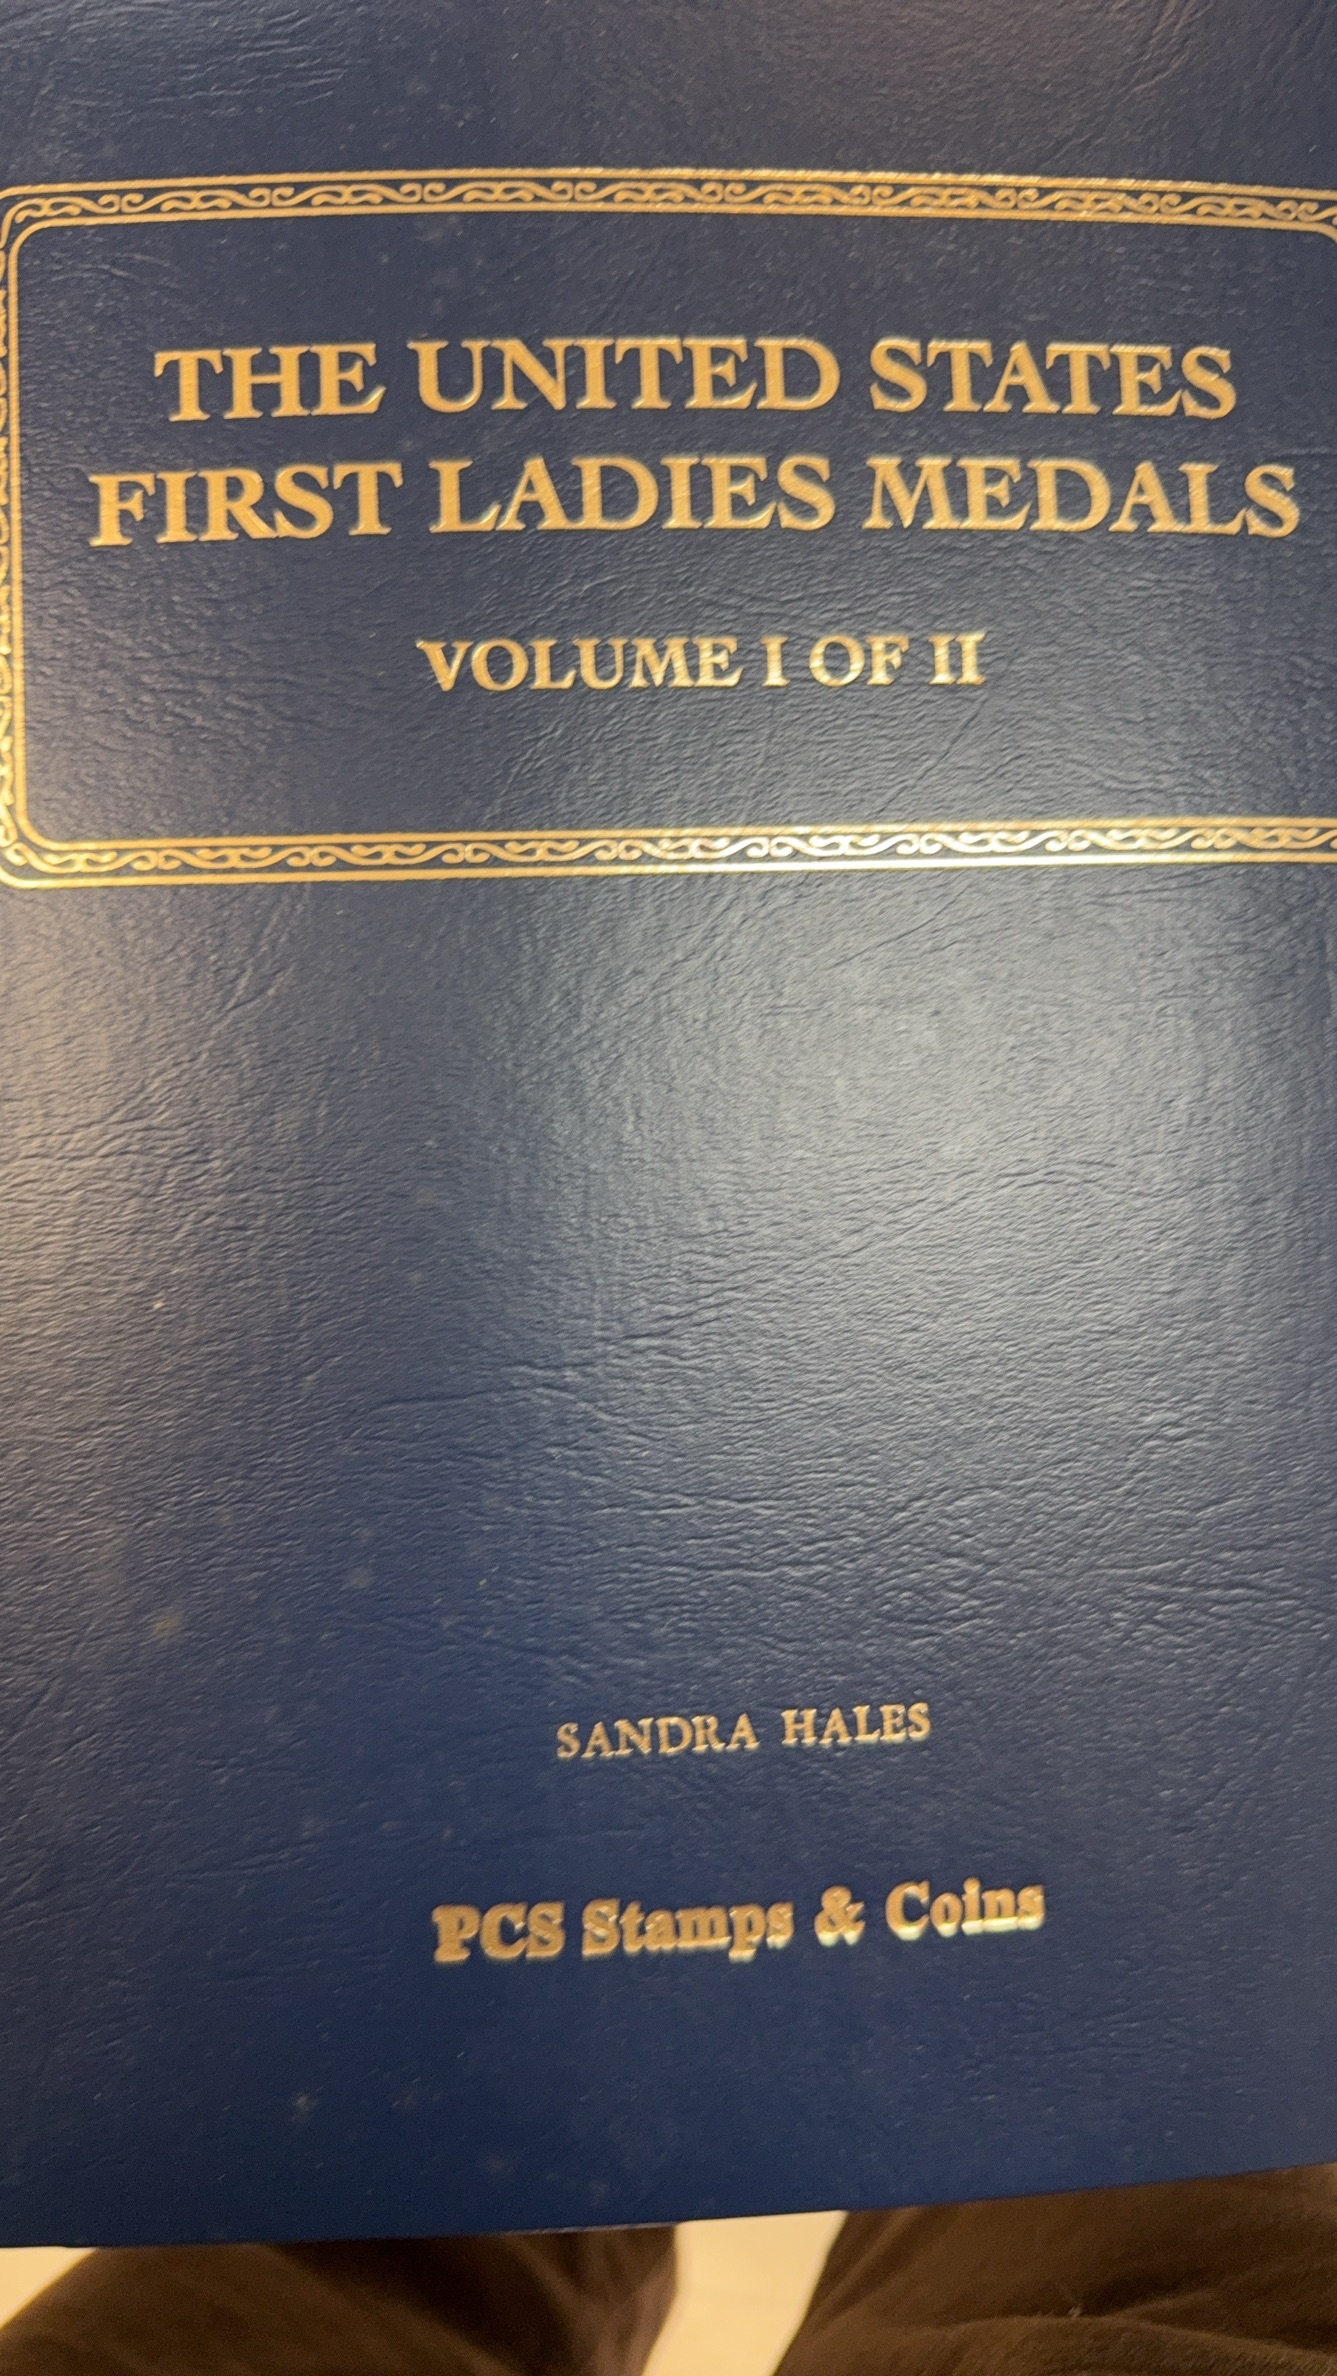 THE UNITED STATES
FIRST LADIES MEDALS
VOLUME I OF II
SANDRA HALES
PCS Stamps & Coins